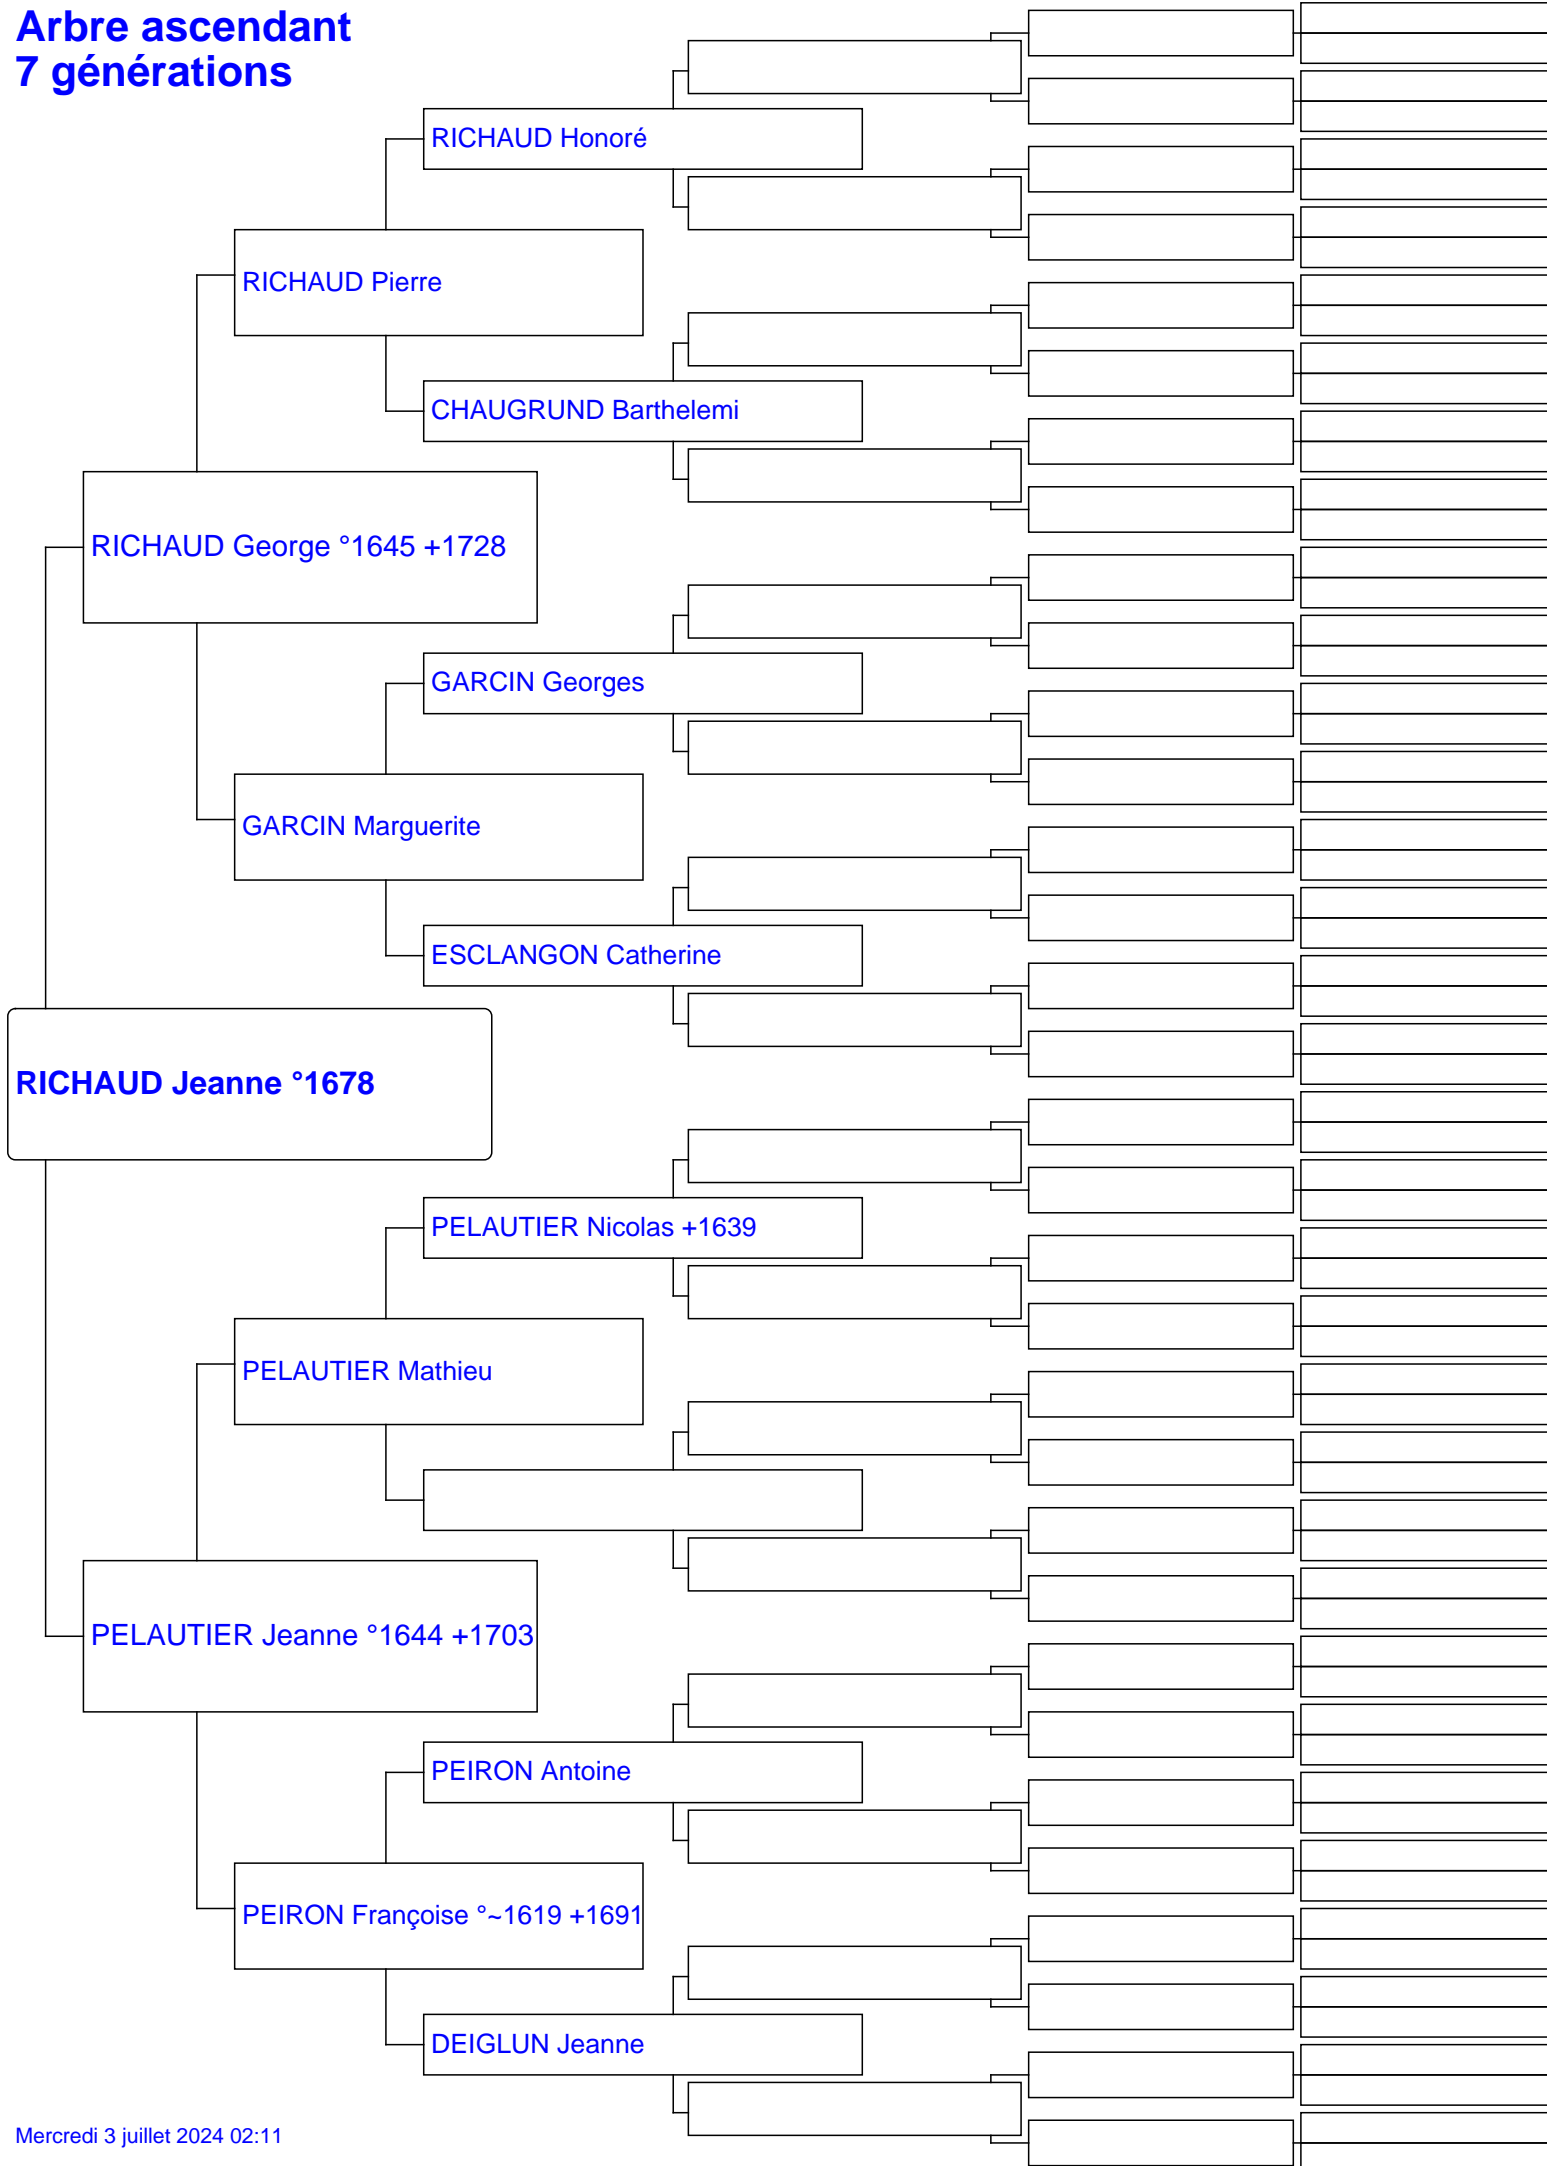 Arbre ascendant
7 générations
RICHAUD Honoré
RICHAUD Pierre
CHAUGRUND Barthelemi
RICHAUD George °1645 +1728
GARCIN Georges
GARCIN Marguerite
ESCLANGON Catherine
RICHAUD Jeanne °1678
PELAUTIER Nicolas +1639
PELAUTIER Mathieu
PELAUTIER Jeanne °1644 +1703
PEIRON Antoine
PEIRON Françoise °~1619 +1691
DEIGLUN Jeanne
Mercredi 3 juillet 2024 02:11